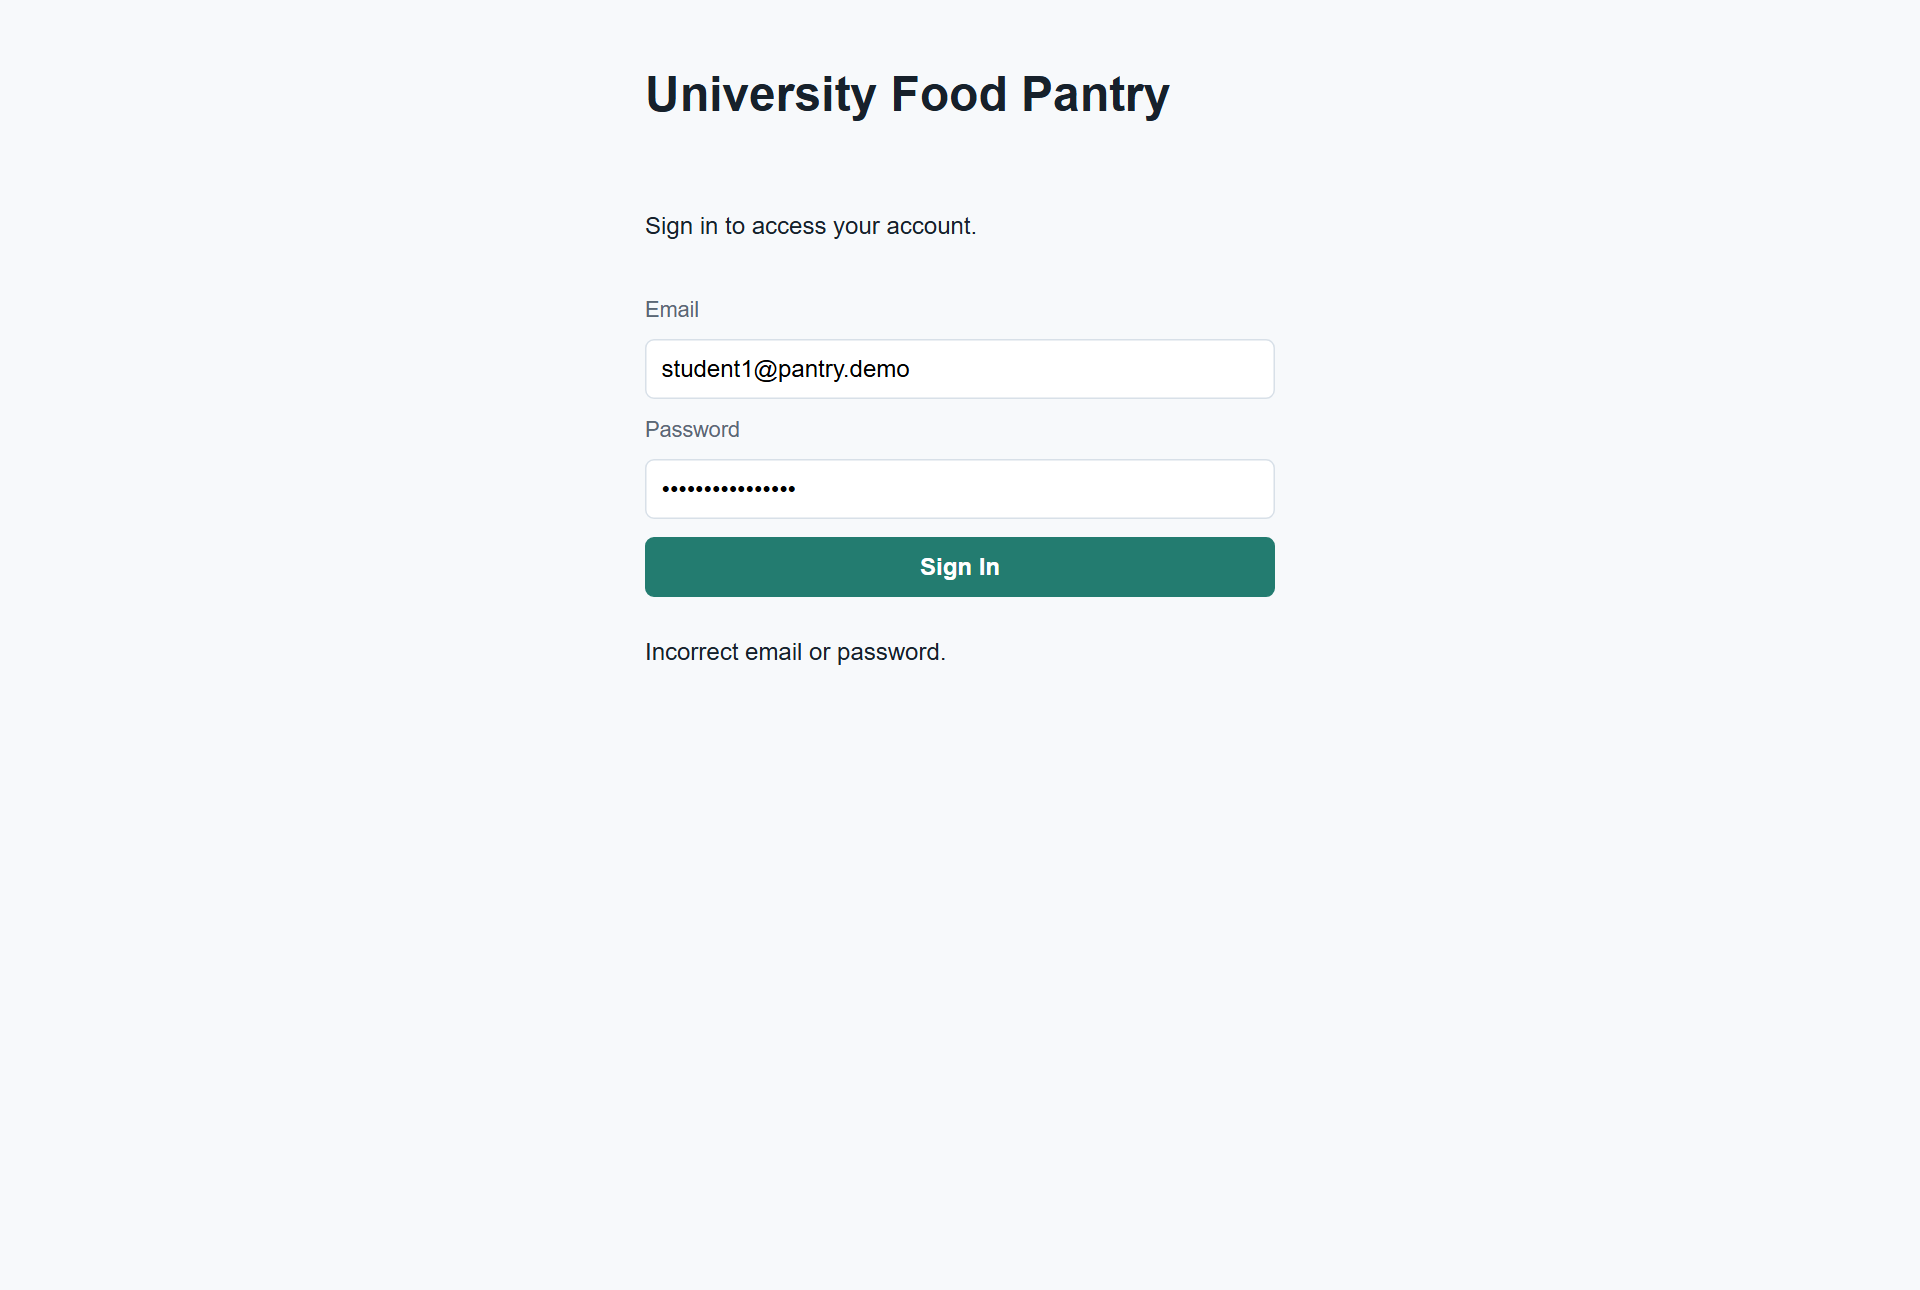 University Food Pantry
Sign in to access your account.
Email
student1@pantry.demo
Password
••••••••••••••••
Sign In
Incorrect email or password.